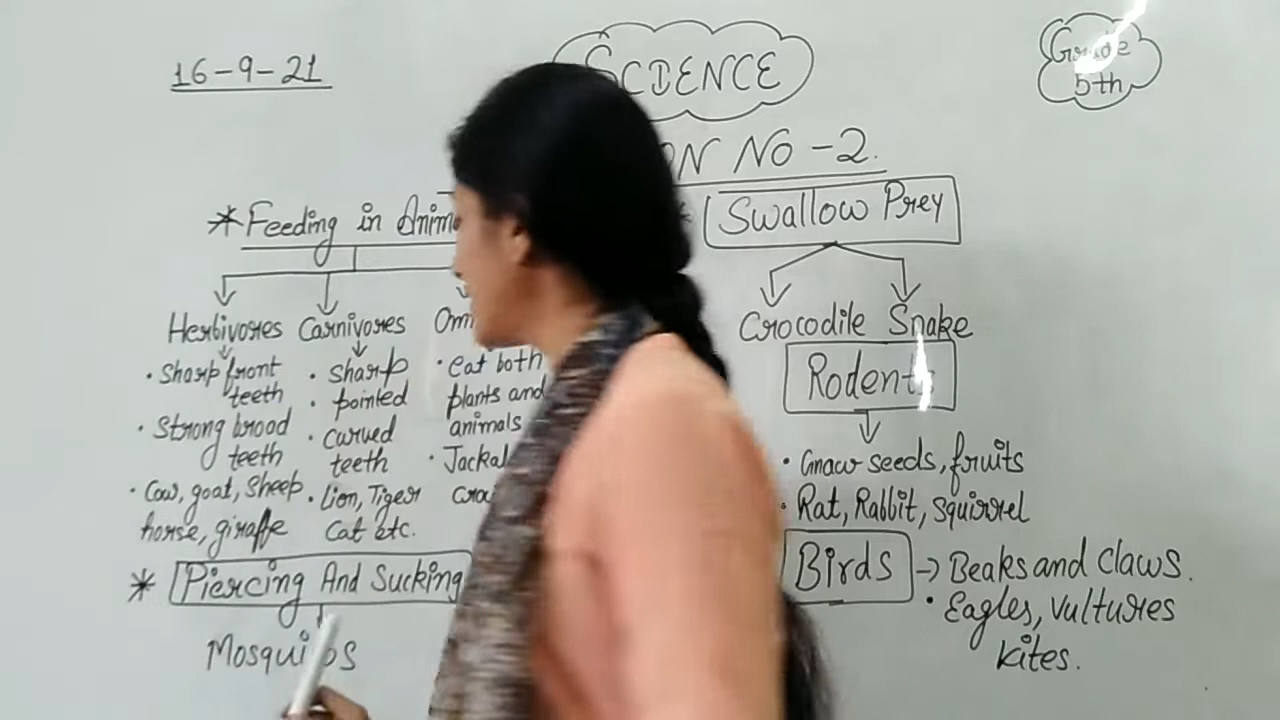 16-9-21
SCIENCE
Grade
5th
NO-2.
* Feeding in
Herbivores
• Sharp front
teeth
• Strong broad
teeth
• Cow, goat, Sheep
horse, giraffe
Carnivores
• sharp
• pointed
• curved
teeth
• Lion, Tiger
Cat etc.
• eat both
plants and
animals
• Jackal
* Piercing And Sucking
Mosquitos
* Swallow Prey
Crocodile Snake
Rodents
• Gnaw seeds, fruits
• Rat, Rabbit, squirrel
Birds → Beaks and Claws.
• Eagles, vultures
kites.